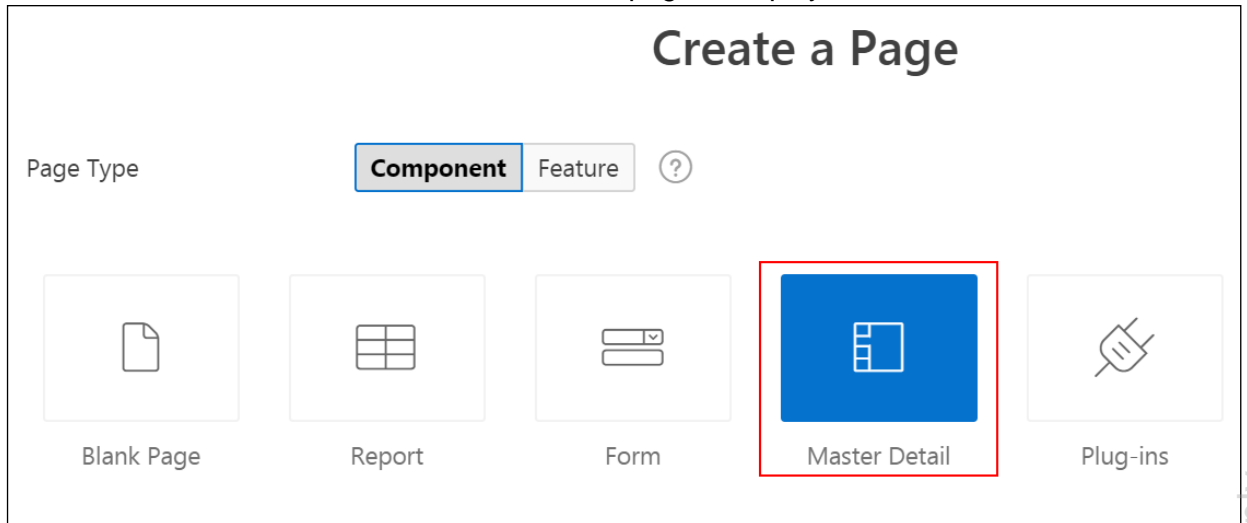 Create a Page
Page Type Component Feature ?
Blank Page Report Form Master Detail Plug-ins